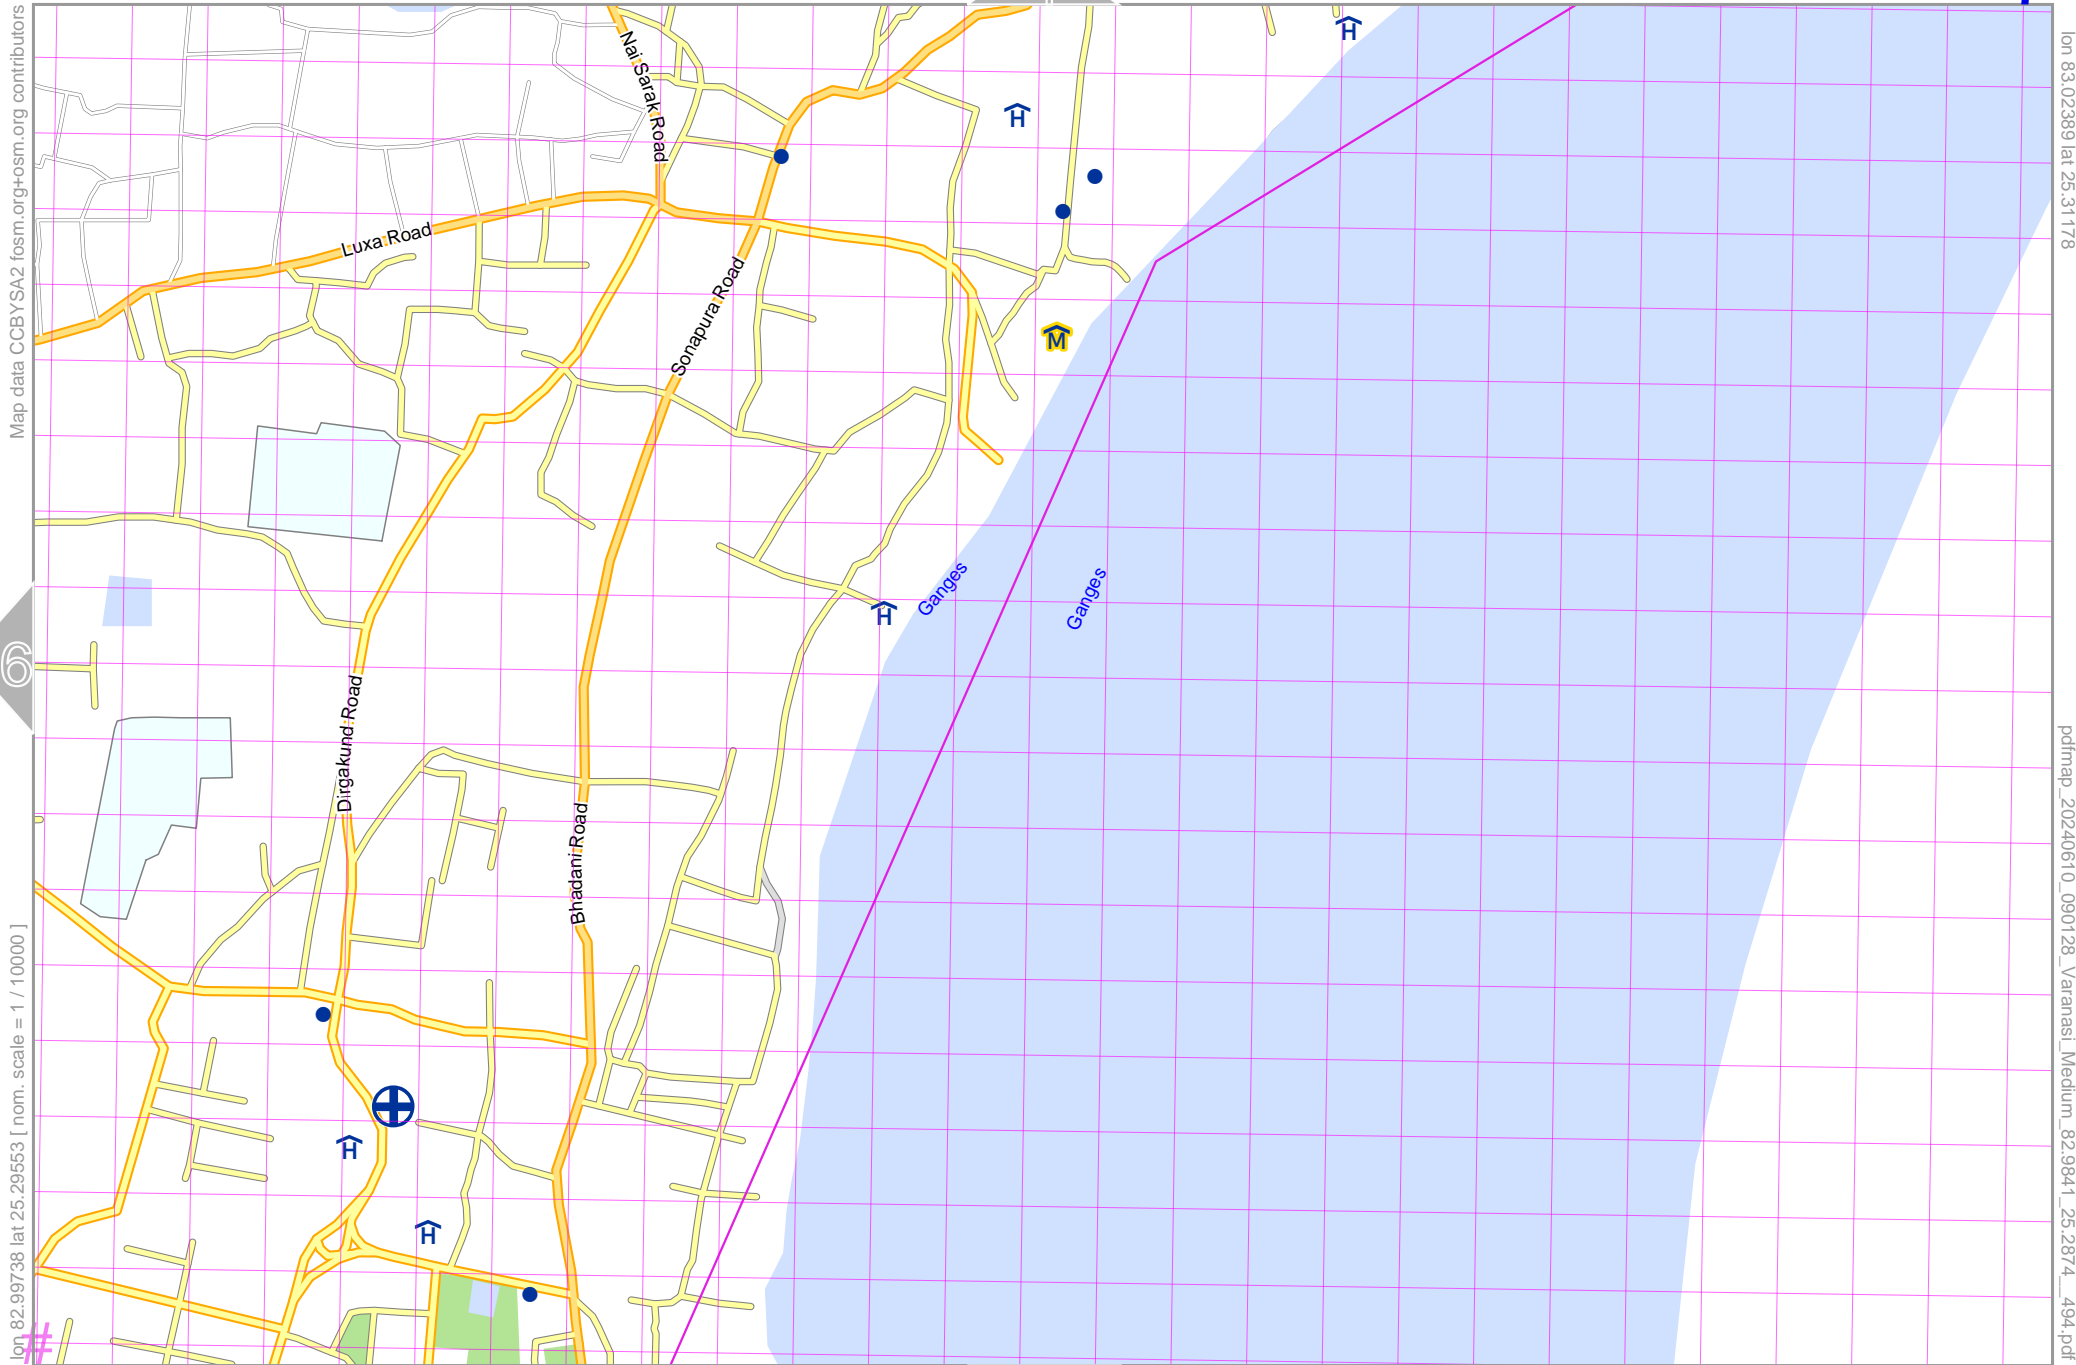 Map data CCBYSA2 fosm.org+osm.org contributors
lon 83.02389 lat 25.31178
Nai Sarak Road
H
H
Luxa Road
Sonapura Road
M
Ganges
Ganges
H
6
Dirgakund Road
Bhadani Road
H
H
#
lon 82.99738 lat 25.29553 [ nom. scale = 1 / 10000 ]
pdfmap_20240610_090128_Varanasi_Medium_82.9841_25.2874__494.pdf